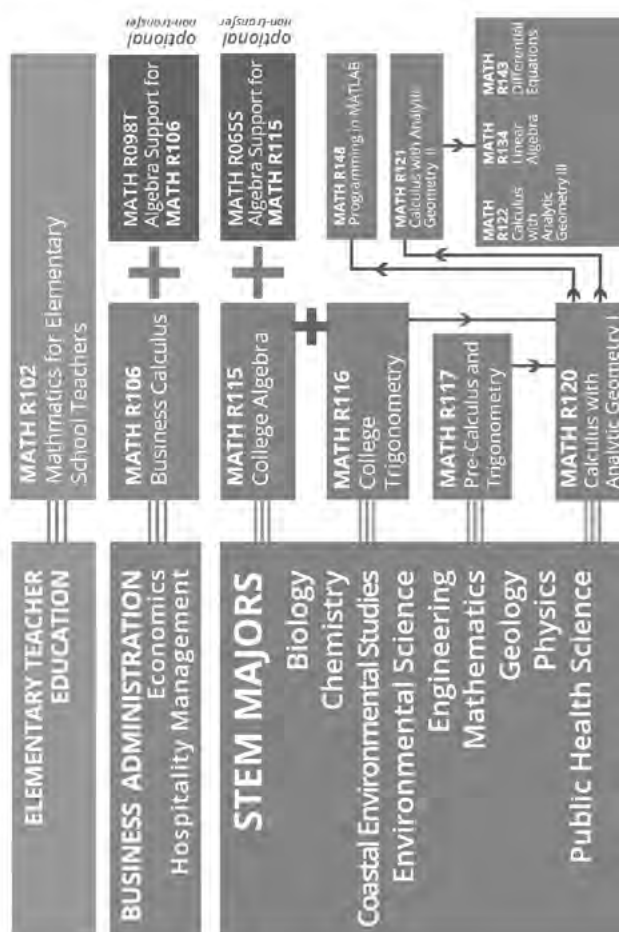 ELEMENTARY TEACHER
EDUCATION
MATH R102
Mathmatics for Elementary
School Teachers
BUSINESS ADMINISTRATION
Economics
Hospitality Management
MATH R106
Business Calculus
MATH R098T
Algebra Support for
MATH R106
optional
non-transfer
STEM MAJORS
Biology
Chemistry
Coastal Environmental Studies
Environmental Science
Engineering
Mathematics
Geology
Physics
Public Health Science
MATH R115
College Algebra
MATH R065S
Algebra Support for
MATH R115
optional
non-transfer
MATH R116
College
Trigonometry
MATH R117
Pre-Calculus and
Trigonometry
MATH R120
Calculus with
Analytic Geometry I
MATH R148
Programming in MATLAB
MATH R121
Calculus with Analytic
Geometry II
MATH
R122
Calculus
with
Analytic
Geometry III
MATH
R134
Linear
Algebra
MATH
R143
Differential
Equations